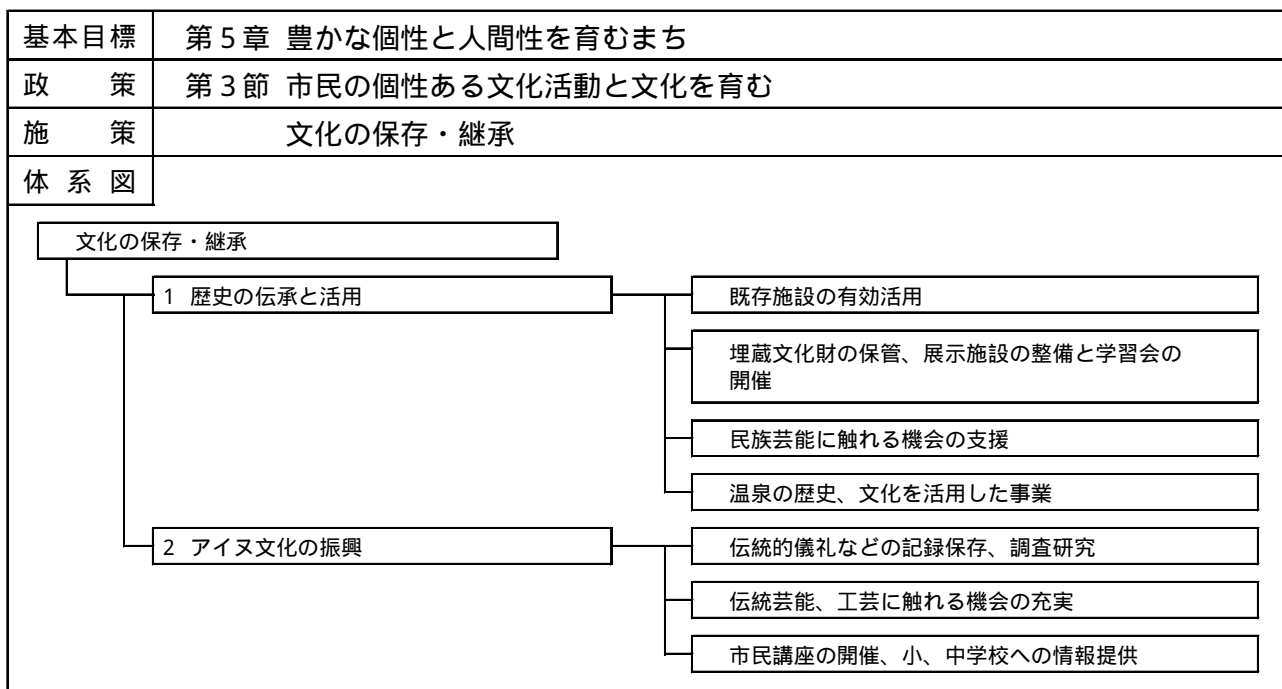 基本目標 第5章 豊かな個性と人間性を育むまち
政策 第3節 市民の個性ある文化活動と文化を育む
施策 文化の保存・継承
体系図
文化の保存・継承
1 歴史の伝承と活用
既存施設の有効活用
埋蔵文化財の保管、展示施設の整備と学習会の
開催
民族芸能に触れる機会の支援
温泉の歴史、文化を活用した事業
2 アイヌ文化の振興
伝統的儀礼などの記録保存、調査研究
伝統芸能、工芸に触れる機会の充実
市民講座の開催、小、中学校への情報提供